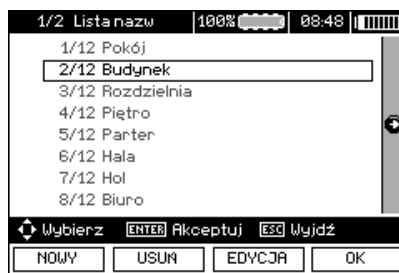 1/2 Lista nazw 100% 08:48
1/12 Pokój
2/12 Budynek
3/12 Rozdzielnia
4/12 Piętro
5/12 Parter
6/12 Hala
7/12 Hol
8/12 Biuro
Wybierz ENTER Akceptuj ESC Wyjdź
NOWY USUŃ EDYCJA OK